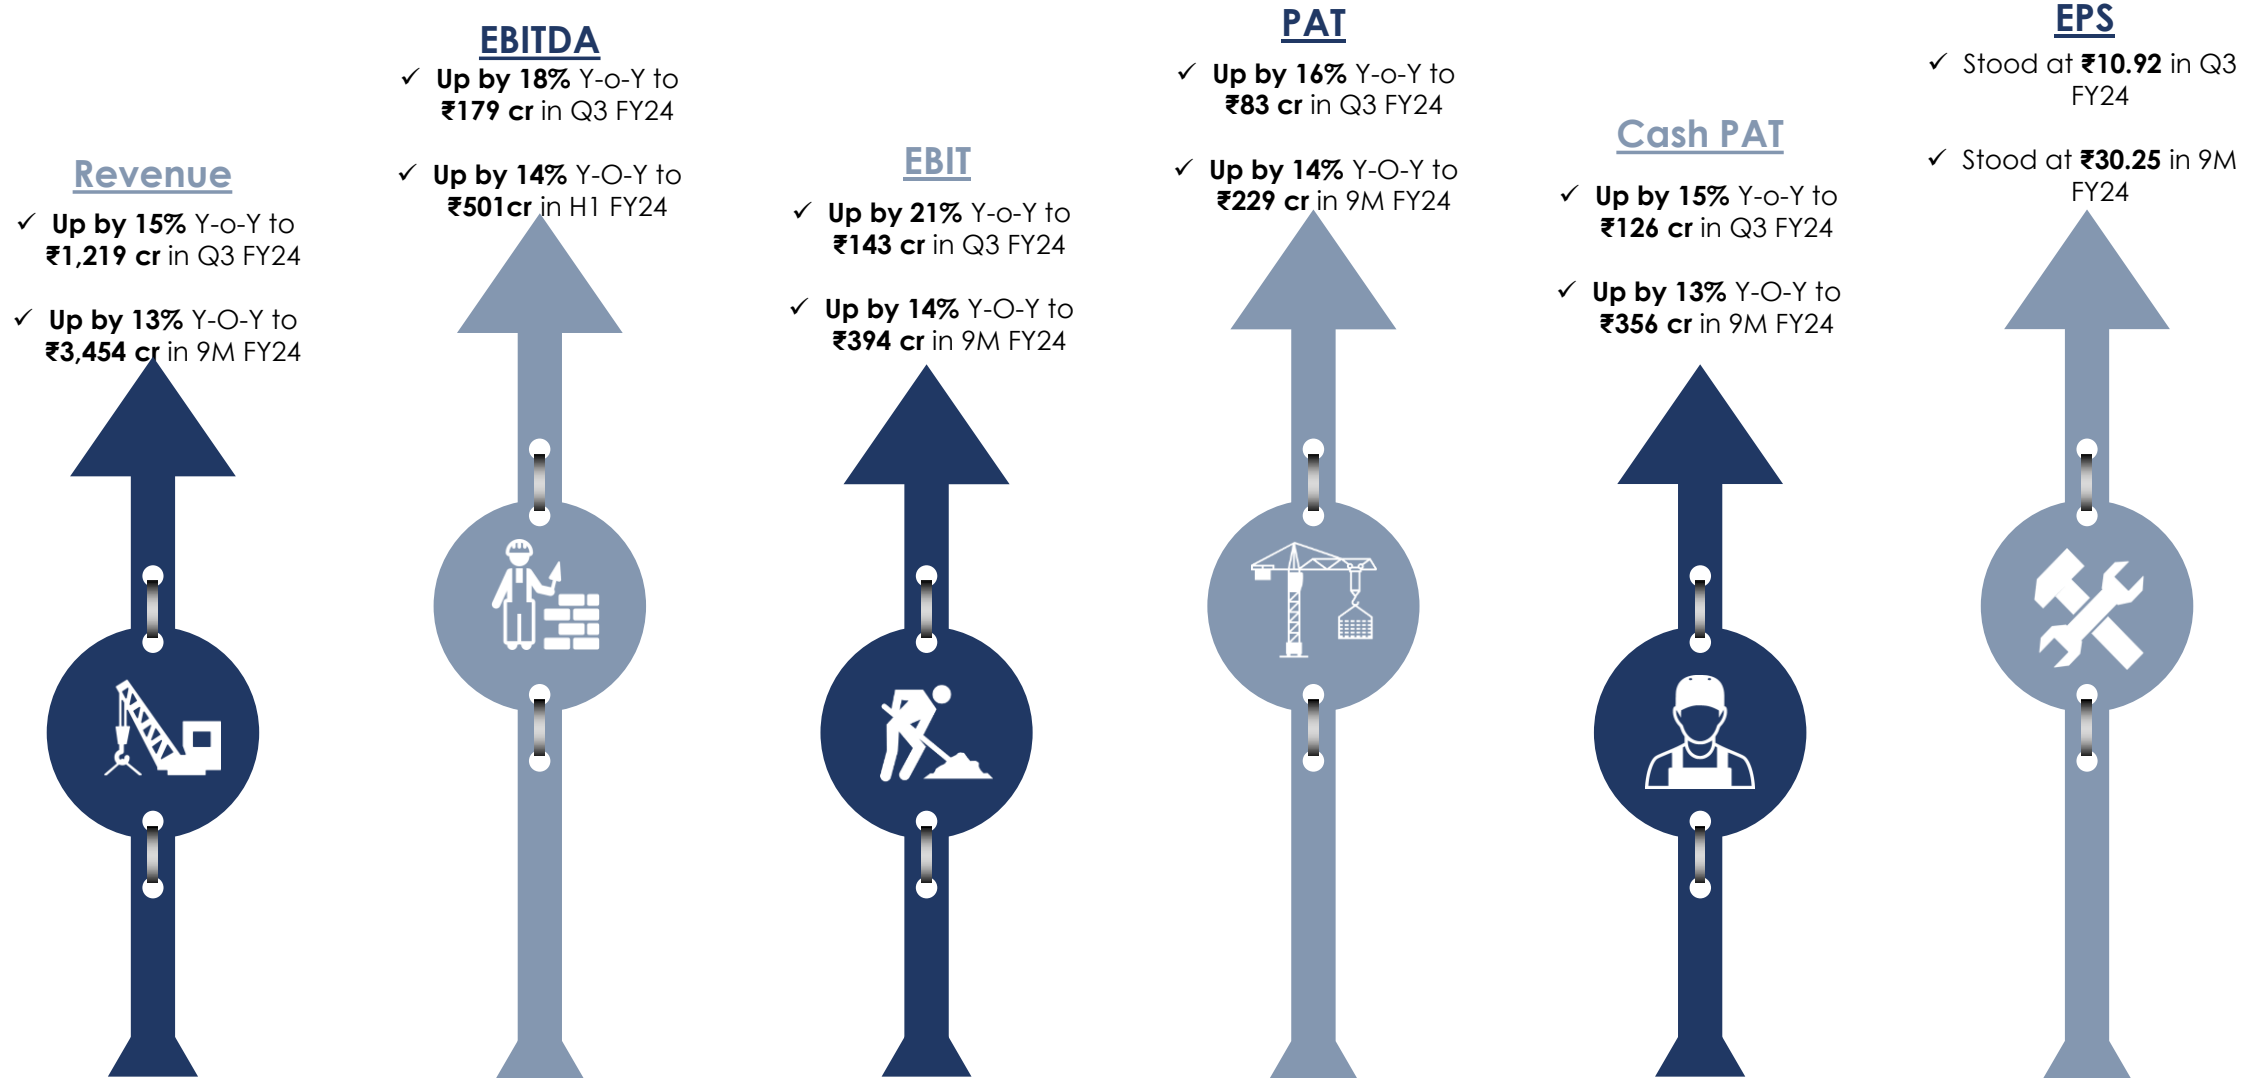 Revenue
✓ Up by 15% Y-o-Y to
₹1,219 cr in Q3 FY24
✓ Up by 13% Y-O-Y to
₹3,454 cr in 9M FY24
EBITDA
✓ Up by 18% Y-o-Y to
₹179 cr in Q3 FY24
✓ Up by 14% Y-O-Y to
₹501cr in H1 FY24
EBIT
✓ Up by 21% Y-o-Y to
₹143 cr in Q3 FY24
✓ Up by 14% Y-O-Y to
₹394 cr in 9M FY24
PAT
✓ Up by 16% Y-o-Y to
₹83 cr in Q3 FY24
✓ Up by 14% Y-O-Y to
₹229 cr in 9M FY24
Cash PAT
✓ Up by 15% Y-o-Y to
₹126 cr in Q3 FY24
✓ Up by 13% Y-O-Y to
₹356 cr in 9M FY24
EPS
✓ Stood at ₹10.92 in Q3
FY24
✓ Stood at ₹30.25 in 9M
FY24